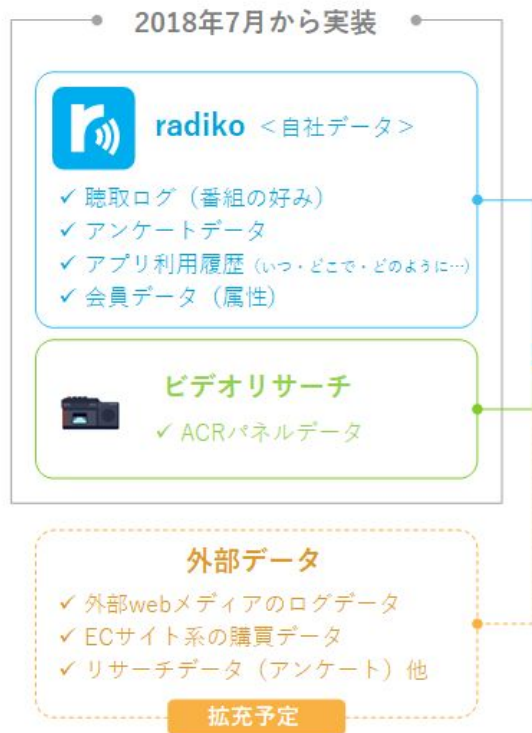 2018年7月から実装
radiko <自社データ>
✓ 聴取ログ（番組の好み）
✓ アンケートデータ
✓ アプリ利用履歴（いつ・どこで・どのように…）
✓ 会員データ（属性）
ビデオリサーチ
✓ ACRパネルデータ
外部データ
✓ 外部webメディアのログデータ
✓ ECサイト系の購買データ
✓ リサーチデータ（アンケート）他
拡充予定